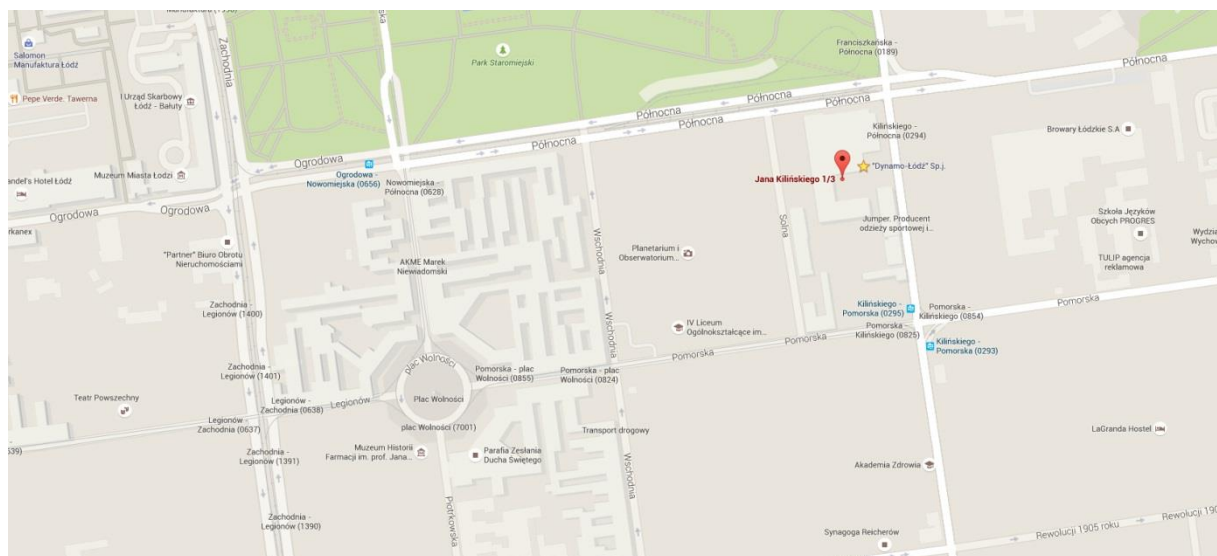 Zachodnia
Salomon
Manufaktura Łódź
Pepe Verde. Tawerna
I Urząd Skarbowy
Łódź - Bałuty
Muzeum Miasta Łodzi
Ogrodowa
Ogrodowa
Ogrodowa
"Partner" Biuro Obrotu
Nieruchomościami
Park Staromiejski
Północna
Północna
Północna
Północna
Północna
Franciszkańska -
Północna (0189)
Kilińskiego -
Północna (0294)
Browary Łódzkie S.A
"Dynamo-Łódź" Sp.j.
Jana Kilińskiego 1/3
Ogrodowa -
Nowomiejska (0656)
Nowomiejska -
Północna (0628)
AKME Marek
Niewiadomski
Wschodnia
Planetarium i
Obserwatorium...
Solna
Jumper. Producent
odzieży sportowej i...
Szkoła Języków
Obcych PROGRES
TULIP agencja
reklamowa
Zachodnia -
Legionów (1400)
Kilińskiego -
Pomorska (0295)
Pomorska -
Kilińskiego (0854)
Pomorska
Pomorska -
Kilińskiego (0825)
Kilińskiego -
Pomorska (0293)
IV Liceum
Ogólnokształcące im...
Wschodnia
Pomorska
Pomorska
plac Wolności
Plac Wolności
plac Wolności (7001)
Pomorska - plac
Wolności (0855)
Pomorska - plac
Wolności (0824)
Zachodnia -
Legionów (1401)
Teatr Powszechny
Legionów -
Zachodnia (0638)
Legionów
Legionów -
Zachodnia (0637)
Zachodnia -
Legionów (1391)
Muzeum Historii
Farmacji im. prof. Jana...
Parafia Zesłania
Ducha Świętego
Transport drogowy
Wschodnia
LaGranda Hostel
Akademia Zdrowia
Piotrkowska
Zachodnia -
Legionów (1390)
Synagoga Reicherów
Rewolucji 1905 roku